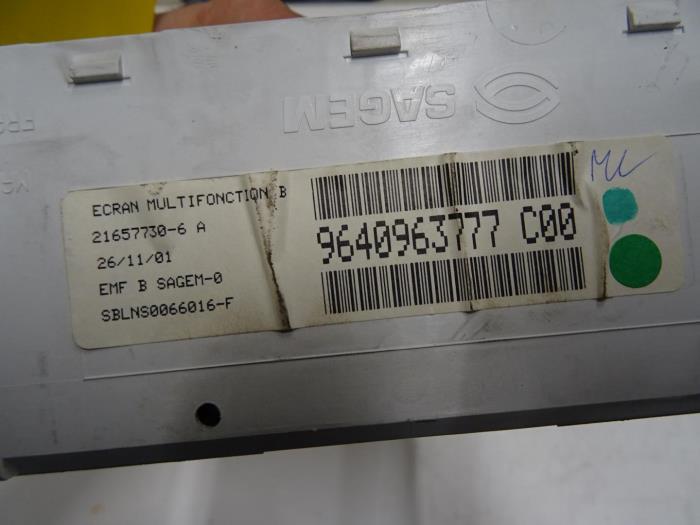 SAGEM
ECRAN MULTIFONCTION B
21657730-6 A
26/11/01
EMF B SAGEM-0
SBLNS0066016-F
9640963777 C00